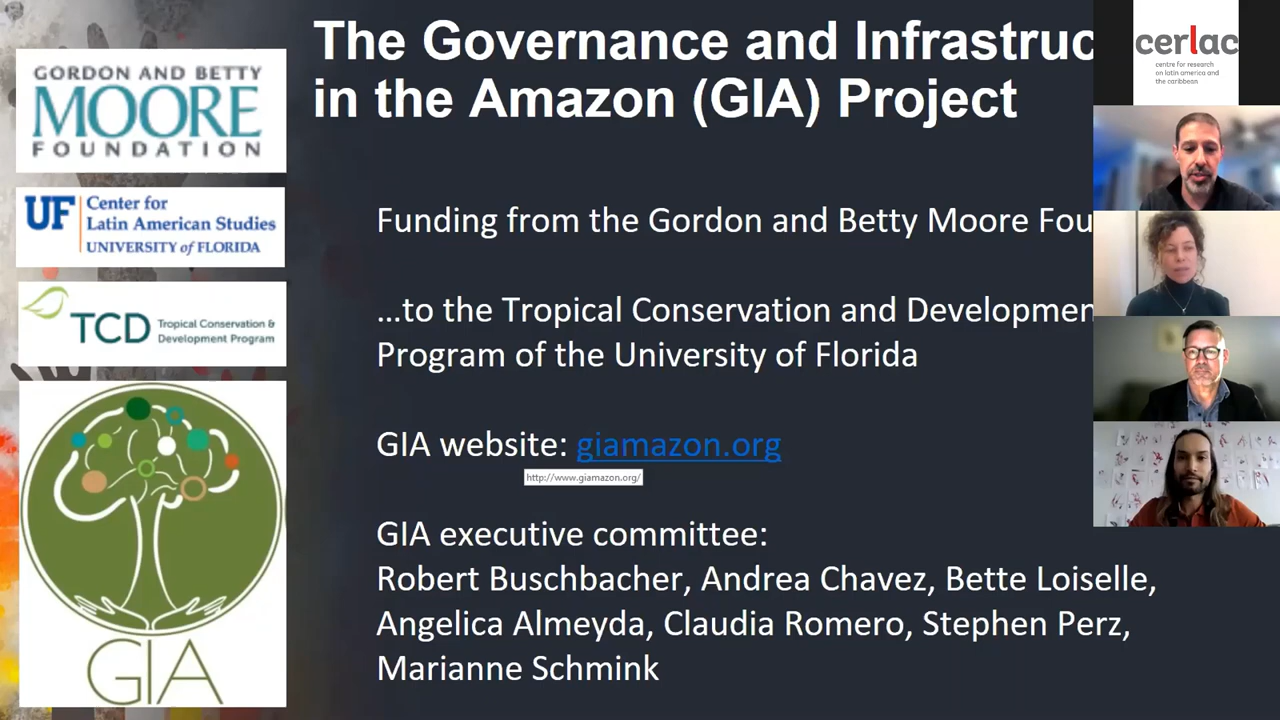 The Governance and Infrastruc
in the Amazon (GIA) Project
GORDON AND BETTY
MOORE
FOUNDATION
UF Center for
Latin American Studies
UNIVERSITY of FLORIDA
TCD Tropical Conservation &
Development Program
GIA
Funding from the Gordon and Betty Moore Fou
...to the Tropical Conservation and Developmen
Program of the University of Florida
GIA website: giamazon.org
http://www.giamazon.org/
GIA executive committee:
Robert Buschbacher, Andrea Chavez, Bette Loiselle,
Angelica Almeyda, Claudia Romero, Stephen Perz,
Marianne Schmink
cerlac
centre for research
on latin america and
the caribbean